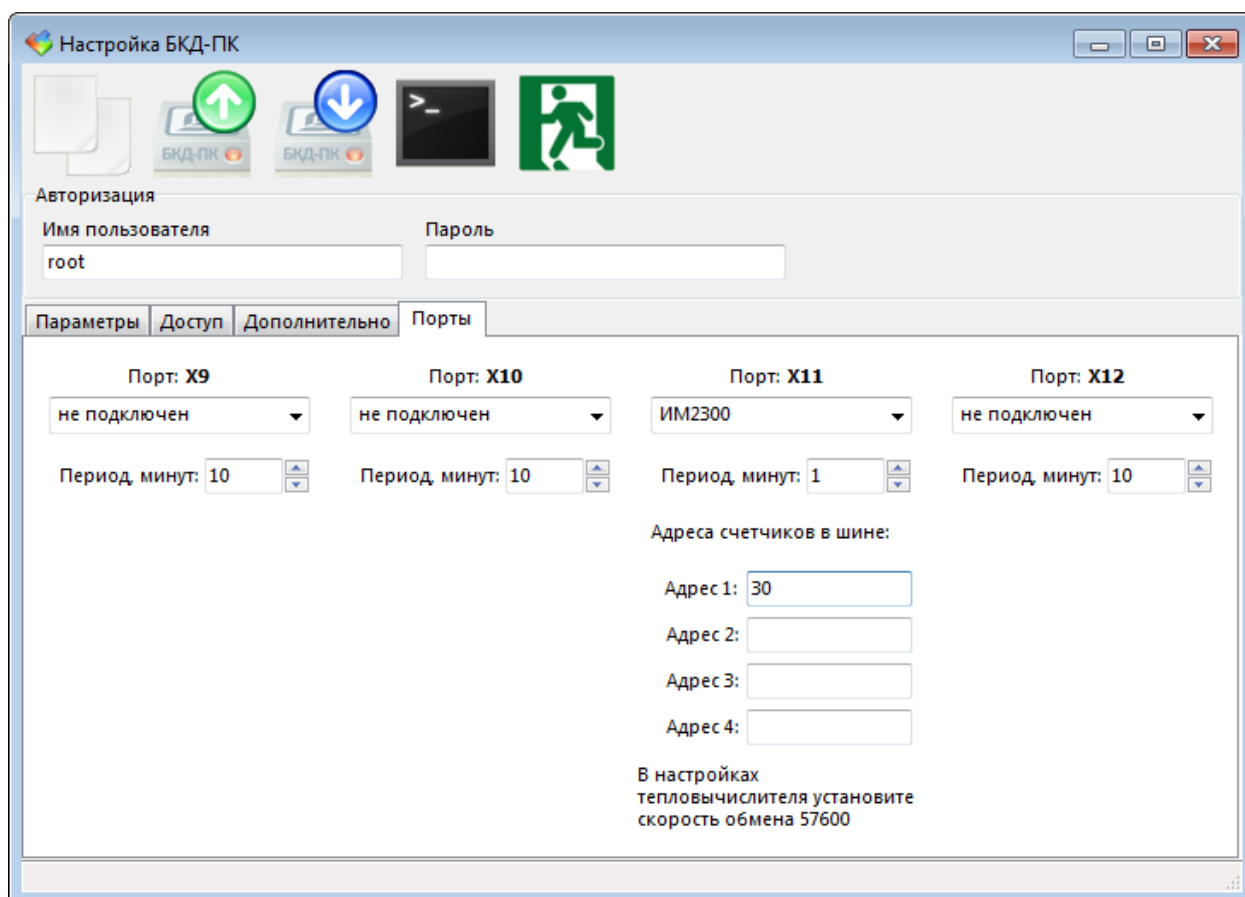 Настройка БКД-ПК
БКД-ПК
БКД-ПК
>_
Авторизация
Имя пользователя
Пароль
root
Параметры
Доступ
Дополнительно
Порты
Порт: X9
Порт: X10
Порт: X11
Порт: X12
не подключен
не подключен
ИМ2300
не подключен
Период, минут: 10
Период, минут: 10
Период, минут: 1
Период, минут: 10
Адреса счетчиков в шине:
Адрес 1: 30
Адрес 2:
Адрес 3:
Адрес 4:
В настройках
тепловычислителя установите
скорость обмена 57600